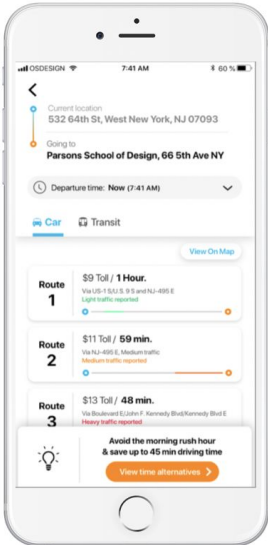 OSDESIGN 7:41 AM 60 %
Current location
532 64th St, West New York, NJ 07093
Going to
Parsons School of Design, 66 5th Ave NY
Departure time: Now (7:41 AM)
Car Transit
View On Map
Route 1
$9 Toll / 1 Hour.
Via US-1 S/U.S. 9 S and NJ-495 E
Light traffic reported
Route 2
$11 Toll / 59 min.
Via NJ-495 E, Medium traffic
Medium traffic reported
Route 3
$13 Toll / 48 min.
Via Boulevard E/John F. Kennedy Blvd/Kennedy Blvd E
Heavy traffic reported
Avoid the morning rush hour
& save up to 45 min driving time
View time alternatives